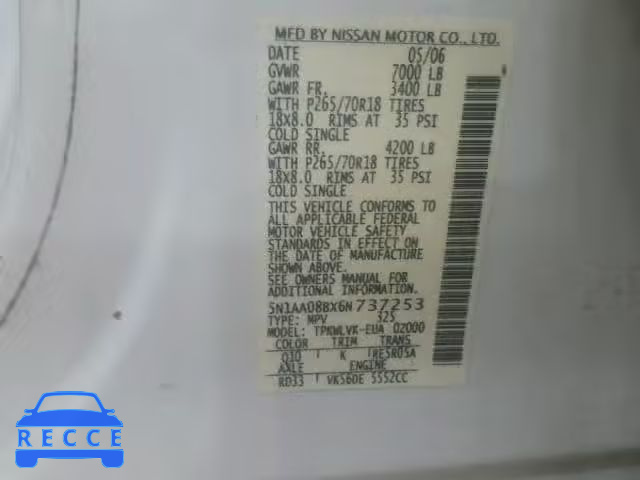 MFD BY NISSAN MOTOR CO., LTD.
DATE 05/06
GVWR 7000 LB
GAWR FR. 3400 LB
WITH P265/70R18 TIRES
18X8.0 RIMS AT 35 PSI
COLD SINGLE
GAWR RR. 4200 LB
WITH P265/70R18 TIRES
18X8.0 RIMS AT 35 PSI
COLD SINGLE
THIS VEHICLE CONFORMS TO
ALL APPLICABLE FEDERAL
MOTOR VEHICLE SAFETY
STANDARDS IN EFFECT ON
THE DATE OF MANUFACTURE
SHOWN ABOVE.
SEE OWNERS MANUAL FOR
ADDITIONAL INFORMATION.
5N1AA08BX6N737253
TYPE: MPV 325
MODEL: TPKWLVK-EUA 02000
COLOR TRIM TRANS
Q10 K RE5R05A
AXLE ENGINE
RD33 VK56DE 5552CC
RECCE